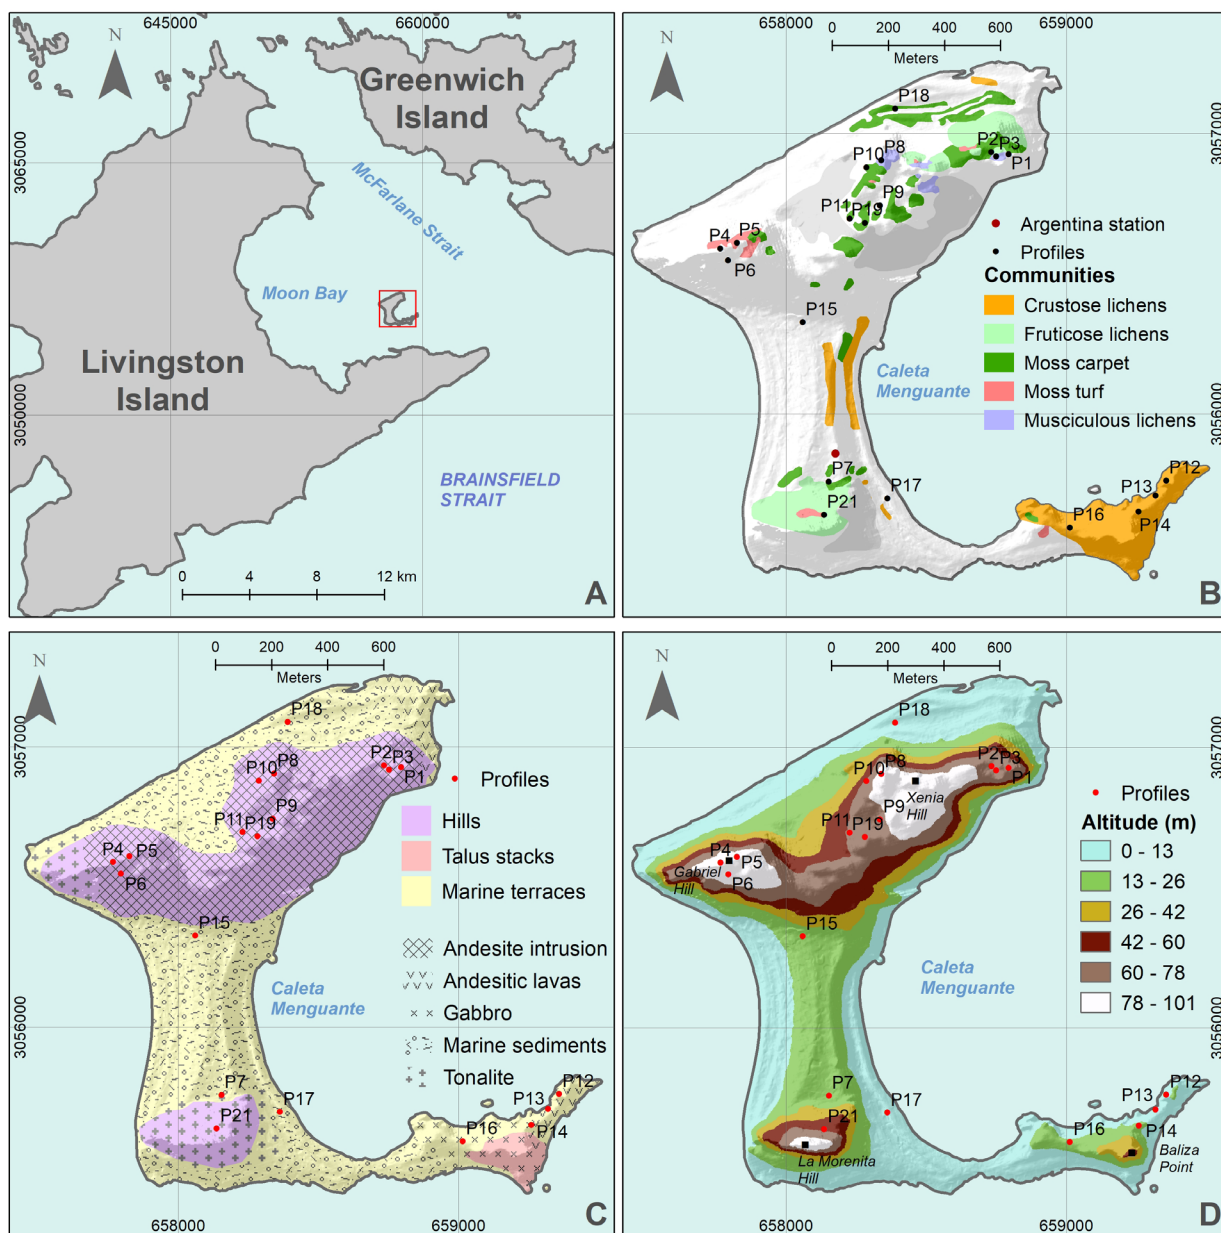 645000
660000
N
Greenwich
Island
3065000
McFarlane Strait
Moon Bay
Livingston
Island
3050000
BRAINSFIELD
STRAIT
0 4 8 12 km
A
658000
659000
0 200 400 600
Meters
N
P18
3057000
P2
P3
P1
P8
P10
P9
P11
P19
P4
P5
P6
P15
Argentina station
Profiles
Communities
Crustose lichens
Fruticose lichens
Moss carpet
Moss turf
Musciculous lichens
Caleta
Menguante
3056000
P7
P21
P17
P12
P13
P14
P16
B
0 200 400 600
Meters
N
P18
3057000
P2
P3
P1
P8
P10
P9
P11
P19
P4
P5
P6
P15
Profiles
Hills
Talus stacks
Marine terraces
Andesite intrusion
Andesitic lavas
Gabbro
Marine sediments
Tonalite
Caleta
Menguante
3056000
P7
P21
P17
P12
P13
P14
P16
658000
659000
C
0 200 400 600
Meters
N
P18
3057000
P2
P3
P1
P8
P10
Xenia
Hill
P9
P11
P19
P4
P5
Gabriel
Hill
P6
P15
Profiles
Altitude (m)
0 - 13
13 - 26
26 - 42
42 - 60
60 - 78
78 - 101
Caleta
Menguante
3056000
P7
P21
P17
La Morenita
Hill
P12
P13
P14
P16
Baliza
Point
658000
659000
D